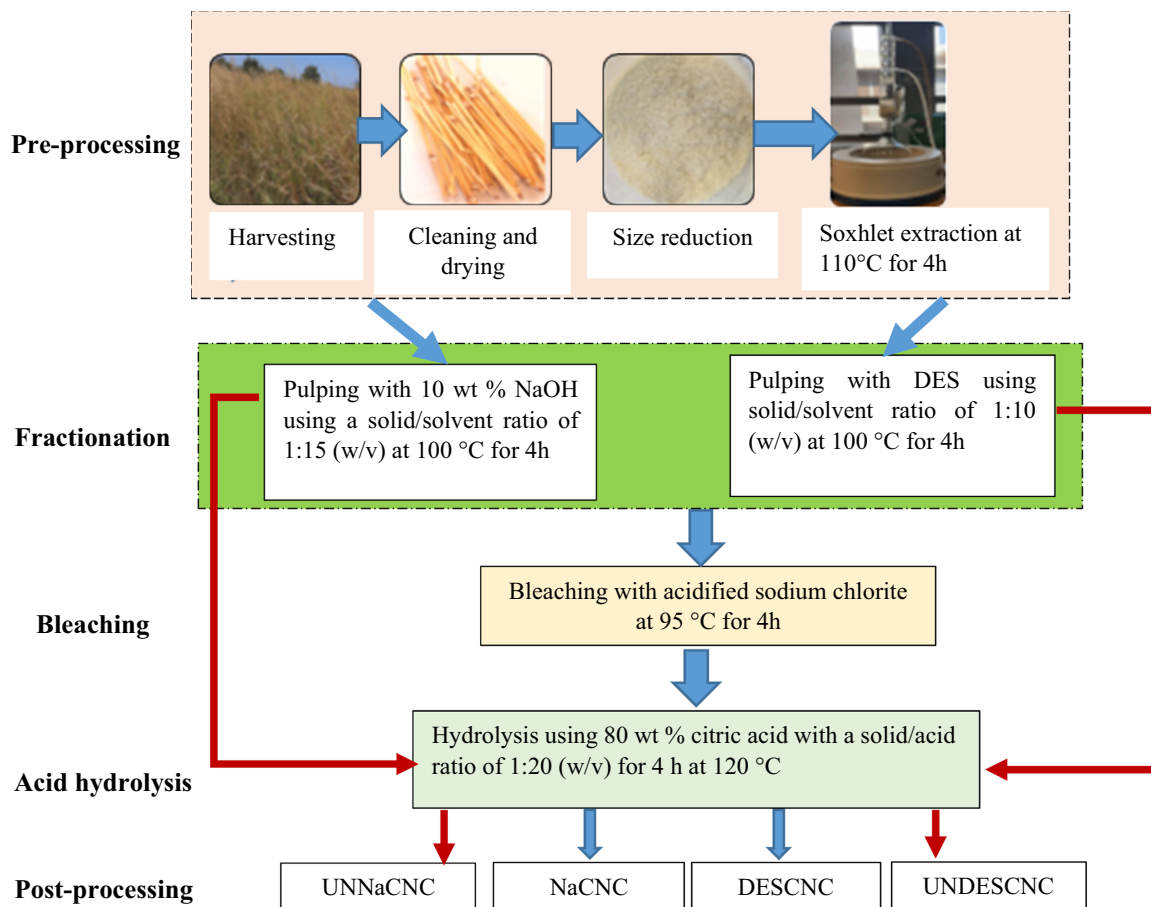 Pre-processing
Harvesting
Cleaning and
drying
Size reduction
Soxhlet extraction at
110°C for 4h
Fractionation
Pulping with 10 wt % NaOH
using a solid/solvent ratio of
1:15 (w/v) at 100 °C for 4h
Pulping with DES using
solid/solvent ratio of 1:10
(w/v) at 100 °C for 4h
Bleaching
Bleaching with acidified sodium chlorite
at 95 °C for 4h
Acid hydrolysis
Hydrolysis using 80 wt % citric acid with a solid/acid
ratio of 1:20 (w/v) for 4 h at 120 °C
Post-processing
UNNaCNC
NaCNC
DESCNC
UNDESCNC